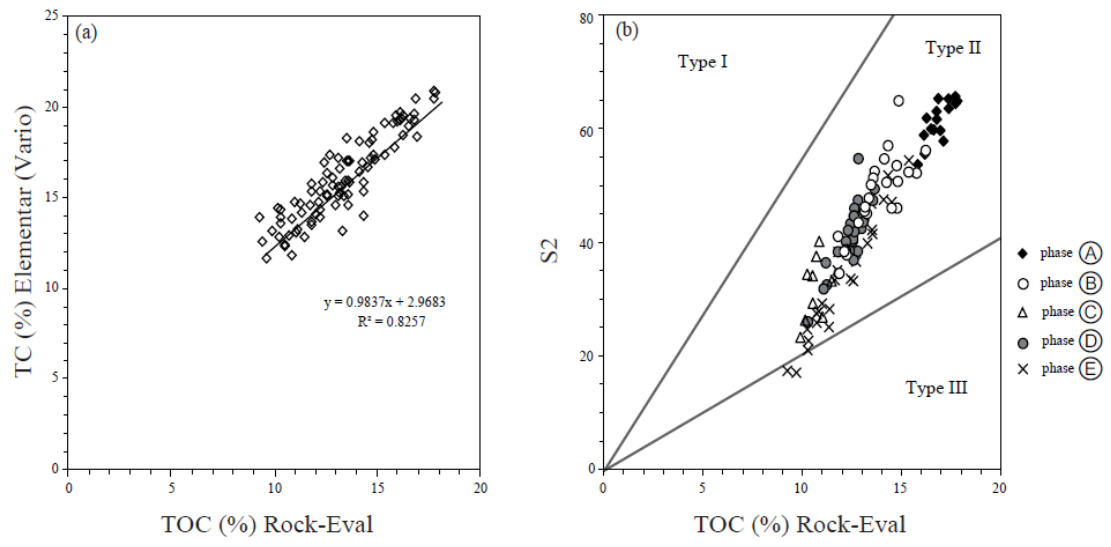 (a)
25
20
15
10
5
0
TC (%) Elementar (Vario)
y = 0.9837x + 2.9683
R² = 0.8257
0 5 10 15 20
TOC (%) Rock-Eval
(b)
80
60
40
20
0
S2
Type I
Type II
Type III
0 5 10 15 20
TOC (%) Rock-Eval
phase A
phase B
phase C
phase D
phase E